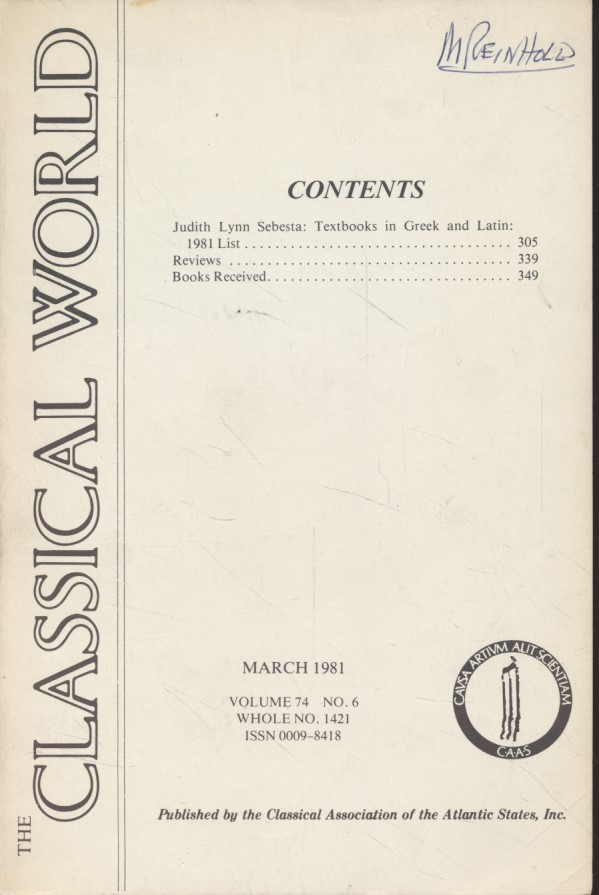 M Reinhold
THE CLASSICAL WORLD
CONTENTS
Judith Lynn Sebesta: Textbooks in Greek and Latin:
1981 List .................................. 305
Reviews .................................... 339
Books Received............................... 349
MARCH 1981
VOLUME 74 NO. 6
WHOLE NO. 1421
ISSN 0009-8418
CAVSA ARTIVM ALIT SCIENTIAM
C·A·A·S
Published by the Classical Association of the Atlantic States, Inc.